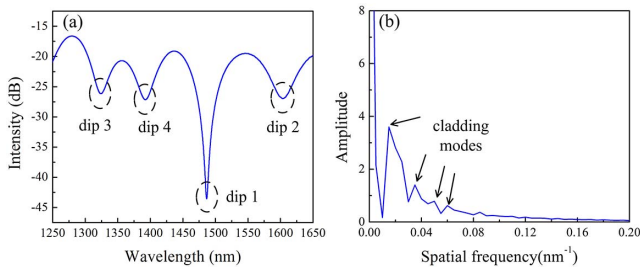 (a)
Intensity (dB)
-15
-20
-25
-30
-35
-40
-45
dip 3
dip 4
dip 2
dip 1
1250 1300 1350 1400 1450 1500 1550 1600 1650
Wavelength (nm)
(b)
Amplitude
8
6
4
2
0
cladding
modes
0.00 0.04 0.08 0.12 0.16 0.20
Spatial frequency(nm⁻¹)